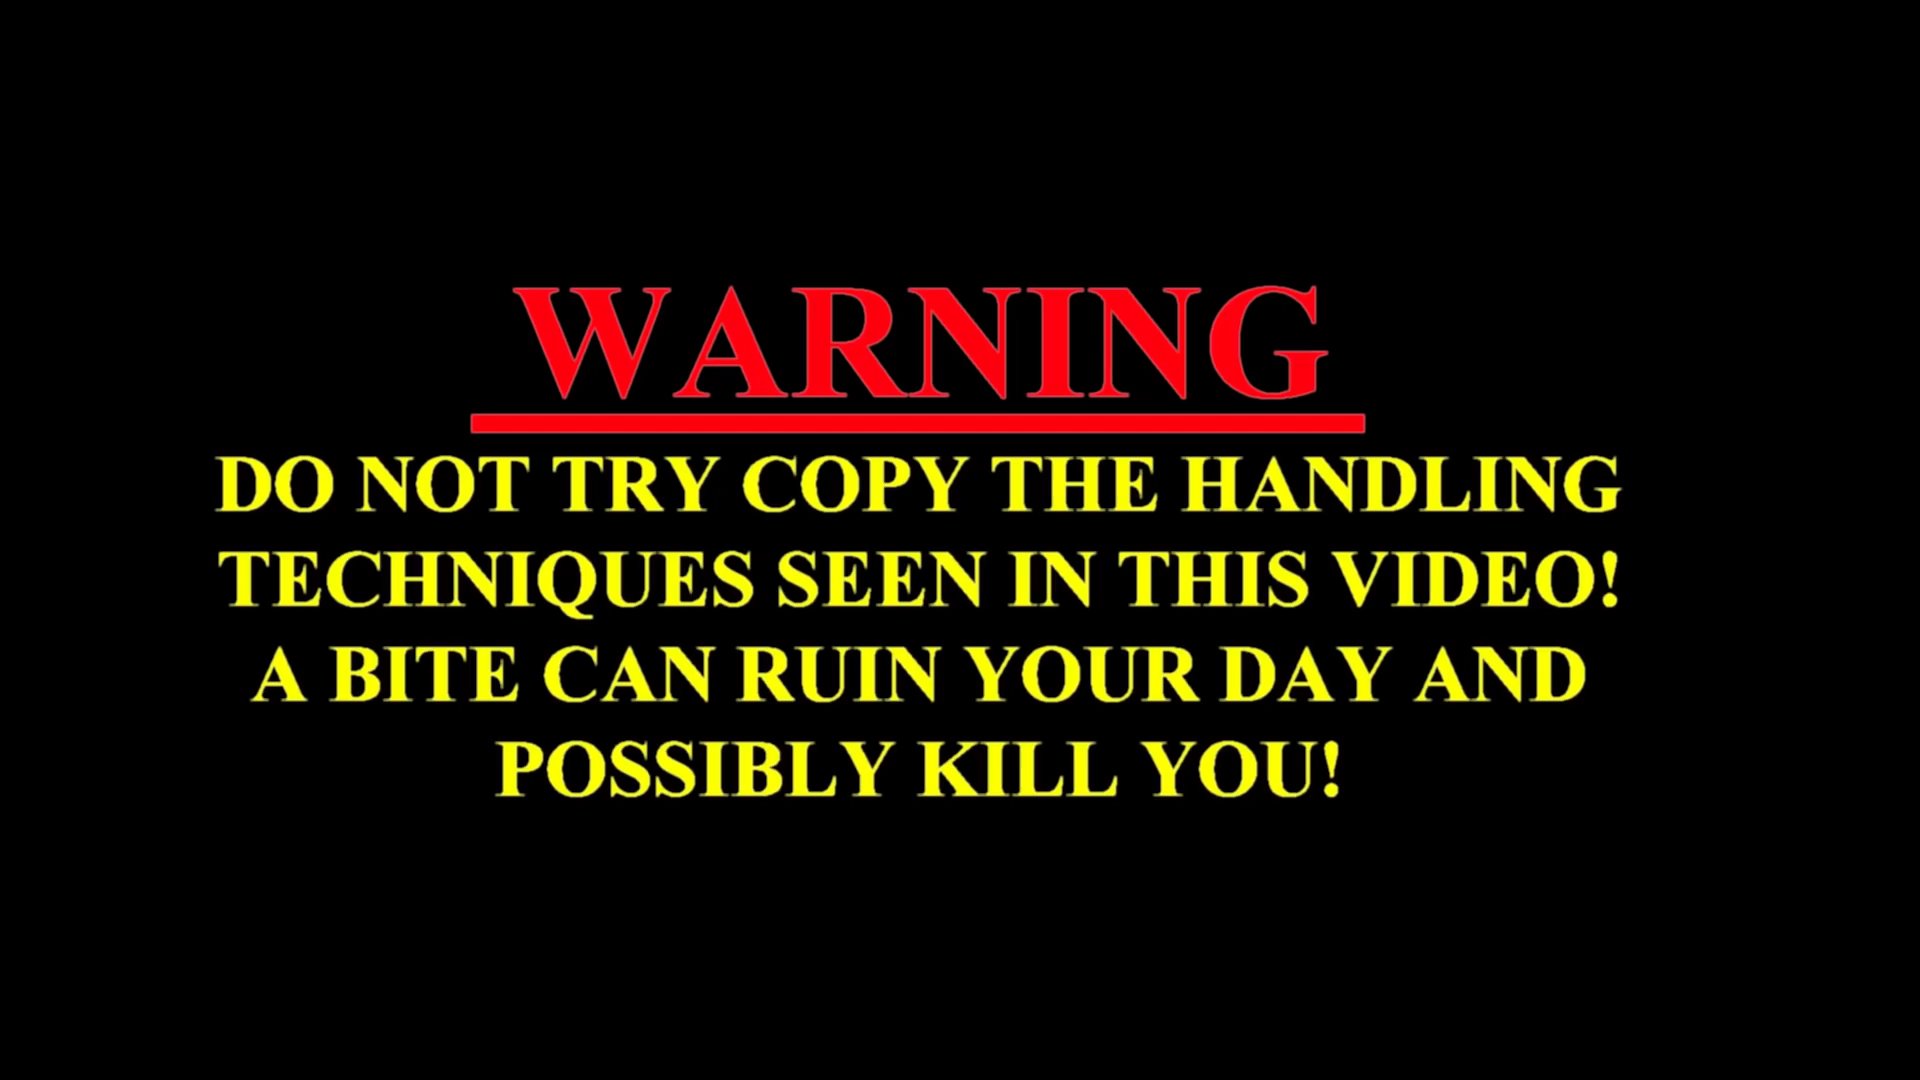 WARNING
DO NOT TRY COPY THE HANDLING
TECHNIQUES SEEN IN THIS VIDEO!
A BITE CAN RUIN YOUR DAY AND
POSSIBLY KILL YOU!